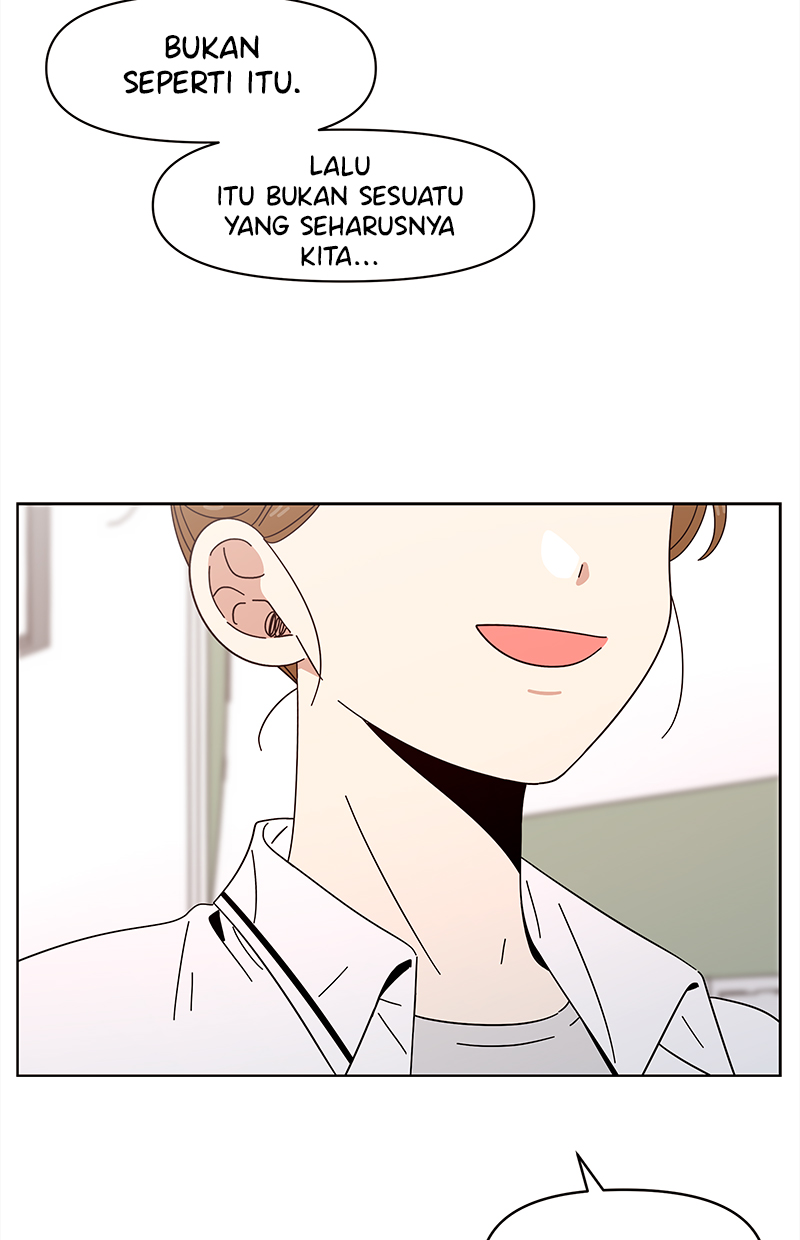 BUKAN
SEPERTI ITU.
LALU
ITU BUKAN SESUATU
YANG SEHARUSNYA
KITA...